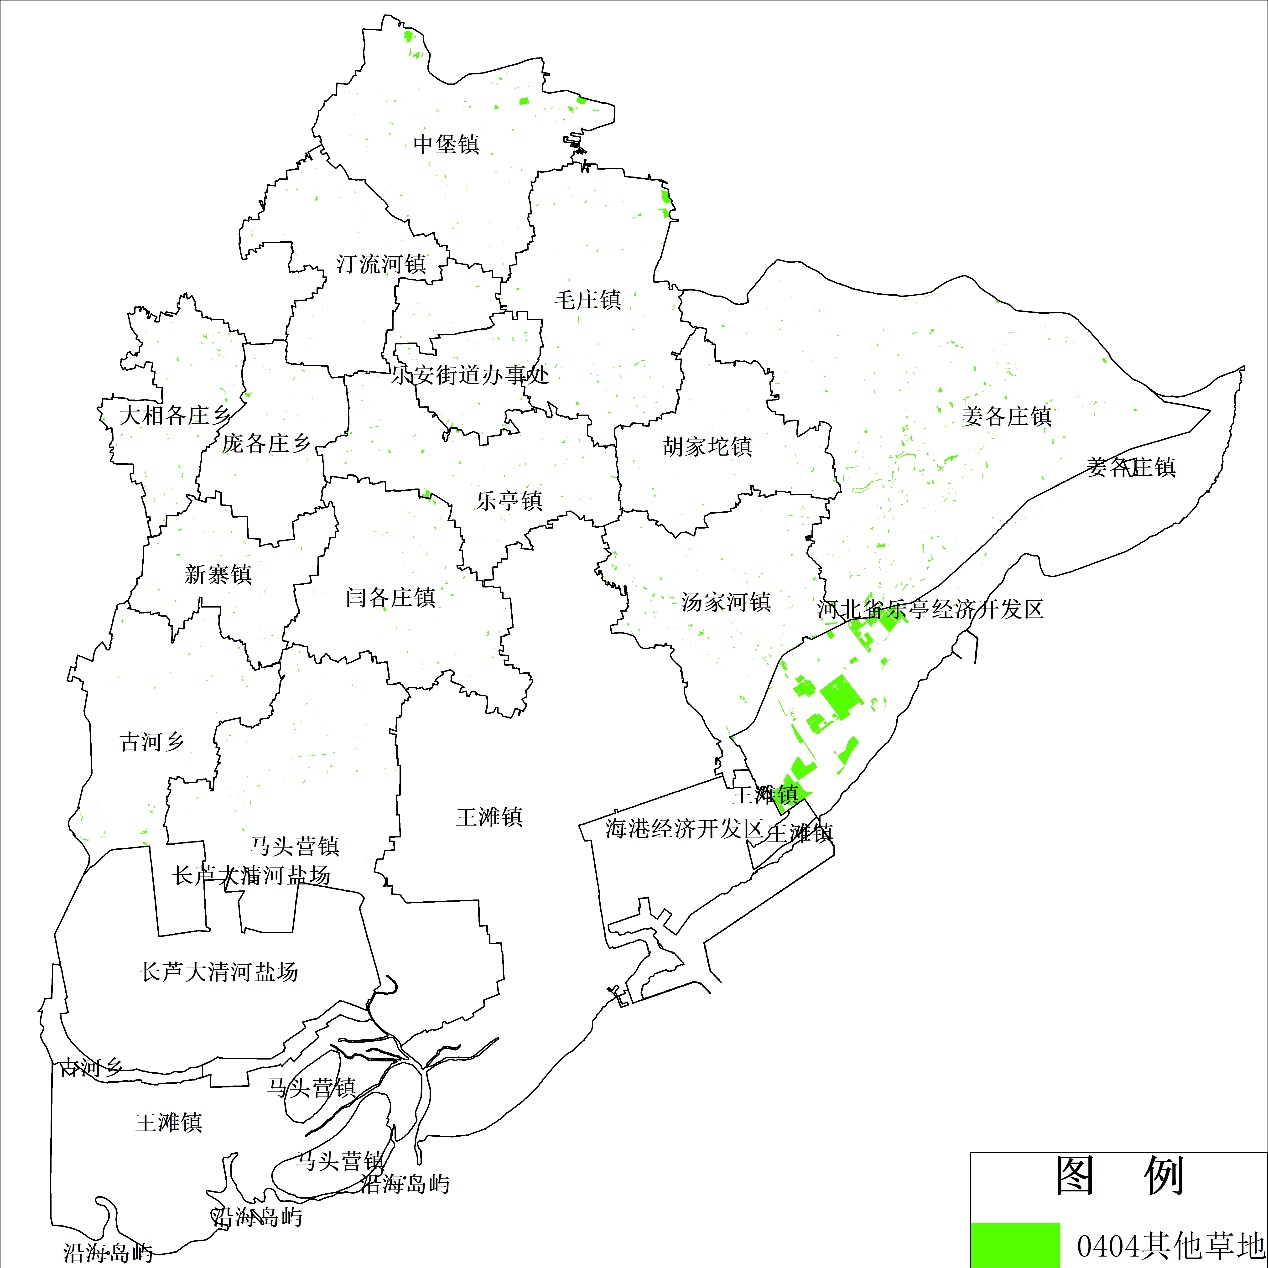 中堡镇
汀流河镇
毛庄镇
乐安街道办事处
大相各庄乡
庞各庄乡
姜各庄镇
胡家坨镇
姜各庄镇
乐亭镇
新寨镇
闫各庄镇
汤家河镇
河北省乐亭经济开发区
古河乡
王滩镇
王滩镇
海港经济开发区
王滩镇
马头营镇
长芦大清河盐场
长芦大清河盐场
古河乡
马头营镇
王滩镇
马头营镇
沿海岛屿
沿海岛屿
沿海岛屿
图 例
0404其他草地